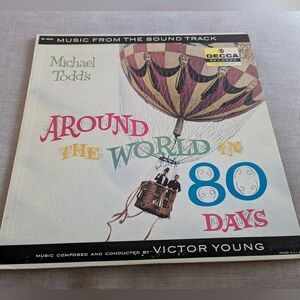 MUSIC FROM THE SOUND TRACK
DECCA
RECORDS
Michael
Todd's
AROUND
THE WORLD IN
80
DAYS
MUSIC COMPOSED AND CONDUCTED BY VICTOR YOUNG